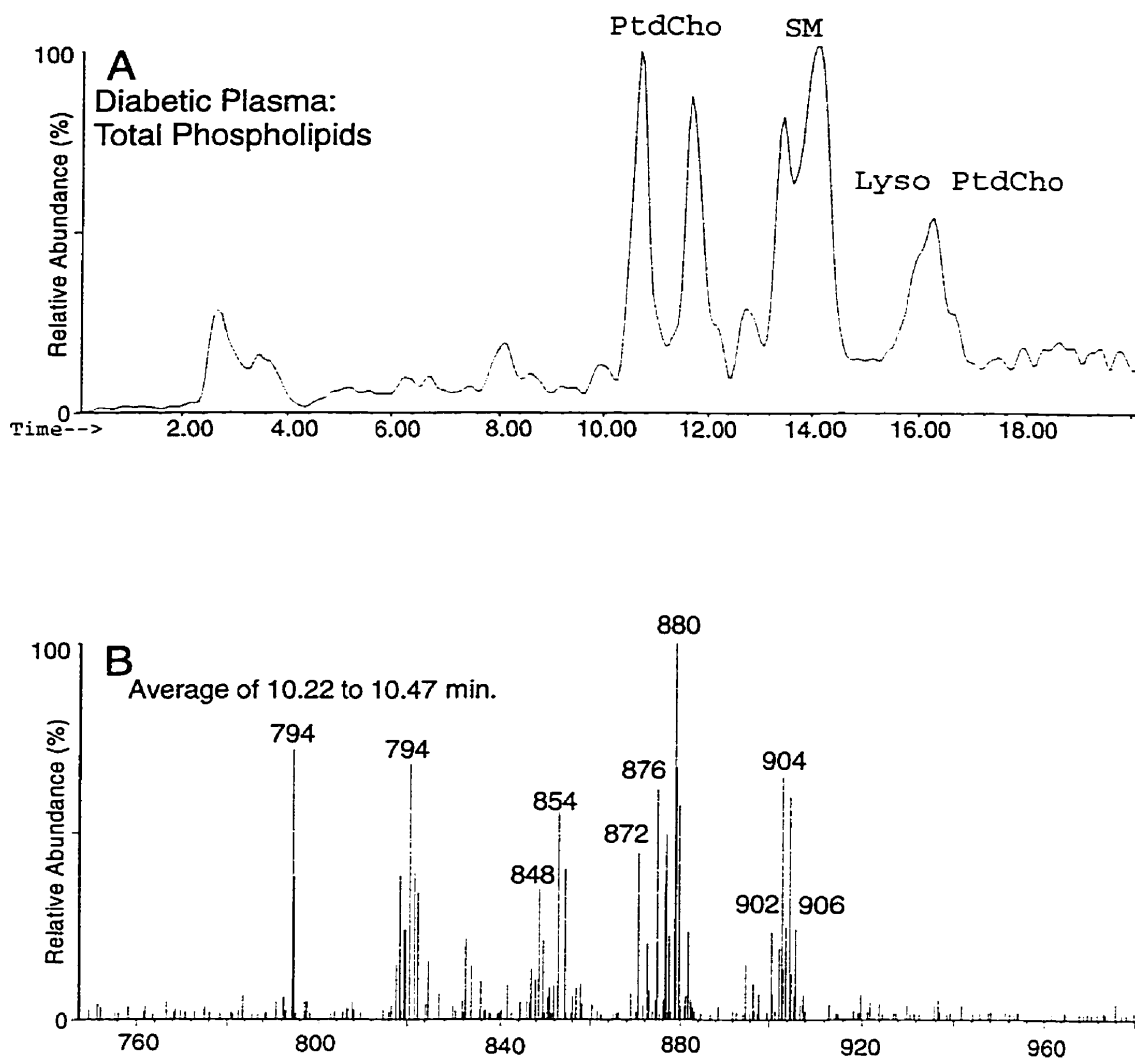 PtdCho SM
100 A
Diabetic Plasma:
Total Phospholipids
Lyso PtdCho
Relative Abundance (%)
0
Time--> 2.00 4.00 6.00 8.00 10.00 12.00 14.00 16.00 18.00
880
100 B
Average of 10.22 to 10.47 min.
794 794 904
876
854
872
848
902 906
Relative Abundance (%)
0
760 800 840 880 920 960